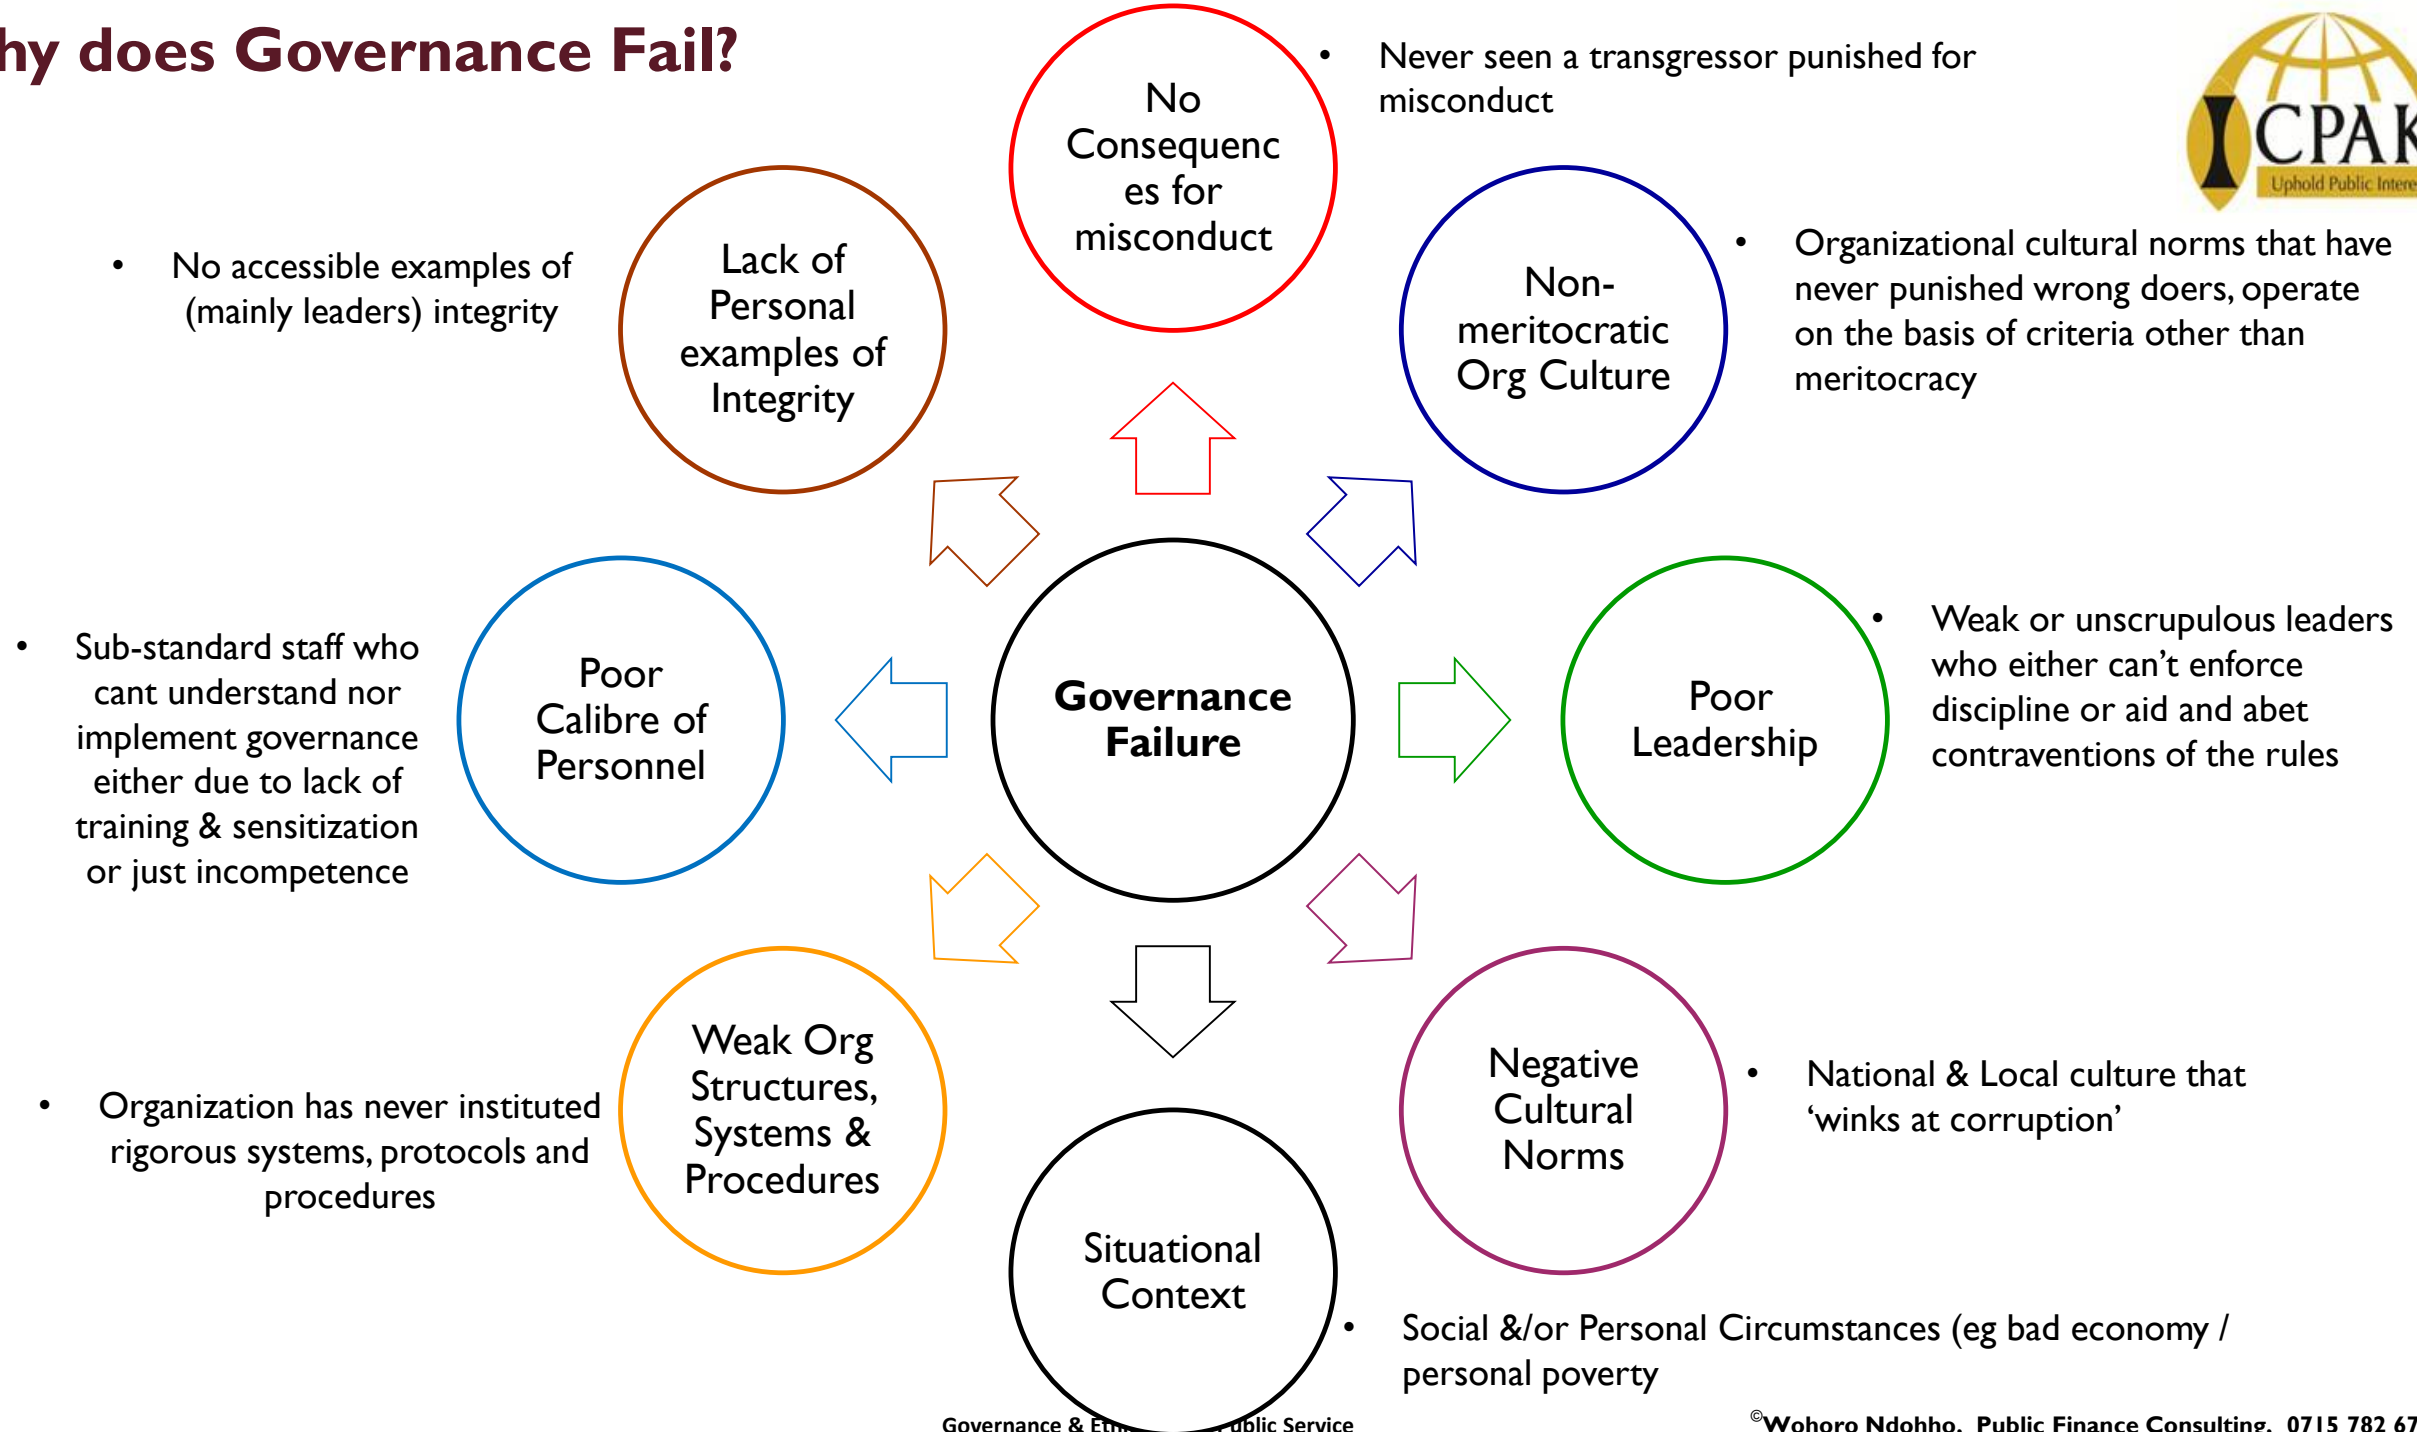 hy does Governance Fail?
No
Consequenc
es for
misconduct
• Never seen a transgressor punished for
misconduct
ICPAK
Uphold Public Intere
Non-
meritocratic
Org Culture
• Organizational cultural norms that have
never punished wrong doers, operate
on the basis of criteria other than
meritocracy
Lack of
Personal
examples of
Integrity
• No accessible examples of
(mainly leaders) integrity
Poor
Leadership
• Weak or unscrupulous leaders
who either can’t enforce
discipline or aid and abet
contraventions of the rules
Governance
Failure
Poor
Calibre of
Personnel
• Sub-standard staff who
cant understand nor
implement governance
either due to lack of
training & sensitization
or just incompetence
Negative
Cultural
Norms
• National & Local culture that
‘winks at corruption’
Weak Org
Structures,
Systems &
Procedures
• Organization has never instituted
rigorous systems, protocols and
procedures
Situational
Context
• Social &/or Personal Circumstances (eg bad economy /
personal poverty
Governance & Eth ublic Service
©Wohoro Ndohho, Public Finance Consulting, 0715 782 67